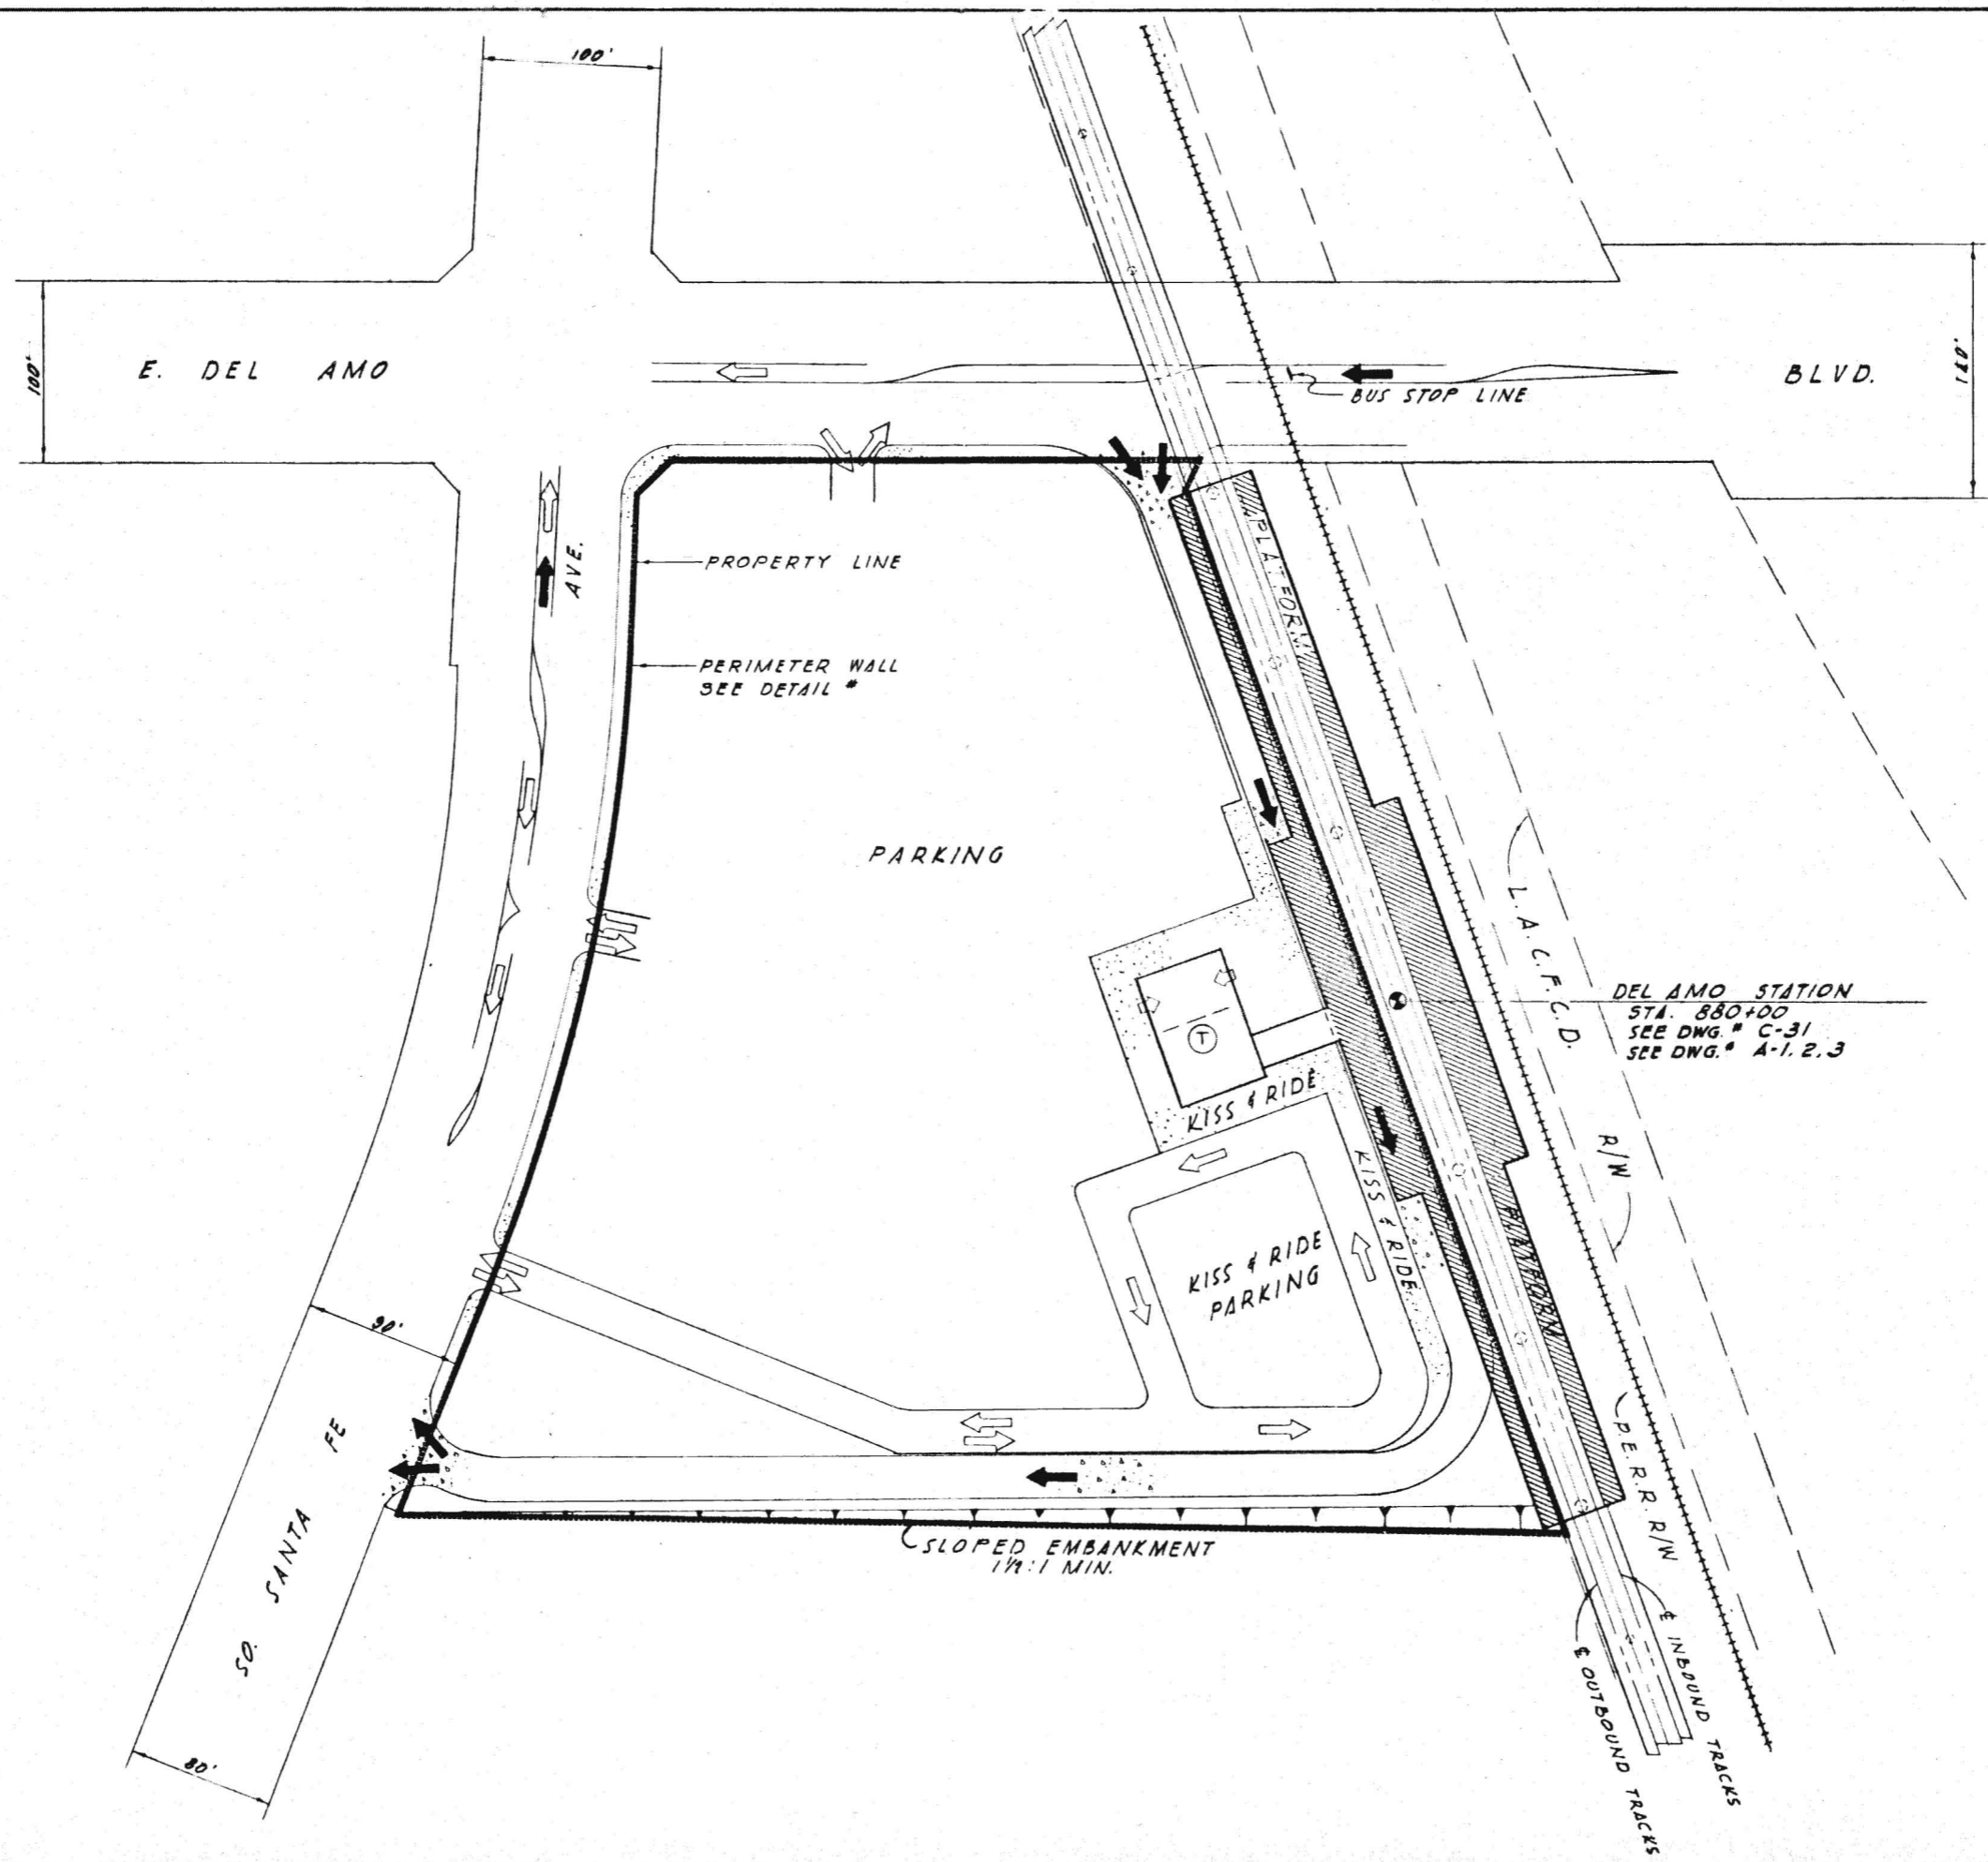 100'
100'
E. DEL AMO
BLVD.
140'
BUS STOP LINE
AVE.
PROPERTY LINE
PERIMETER WALL
SEE DETAIL #
PLATFORM
PARKING
L.A.C.F.C.D.
R/W
DEL AMO STATION
STA. 880+00
SEE DWG. # C-31
SEE DWG. # A-1, 2, 3
T
KISS & RIDE
KISS & RIDE
KISS & RIDE
PARKING
PLATFORM
90'
SO. SANTA FE
80'
P.E.R.R. R/W
SLOPED EMBANKMENT
1½:1 MIN.
℄ INBOUND TRACKS
℄ OUTBOUND TRACKS